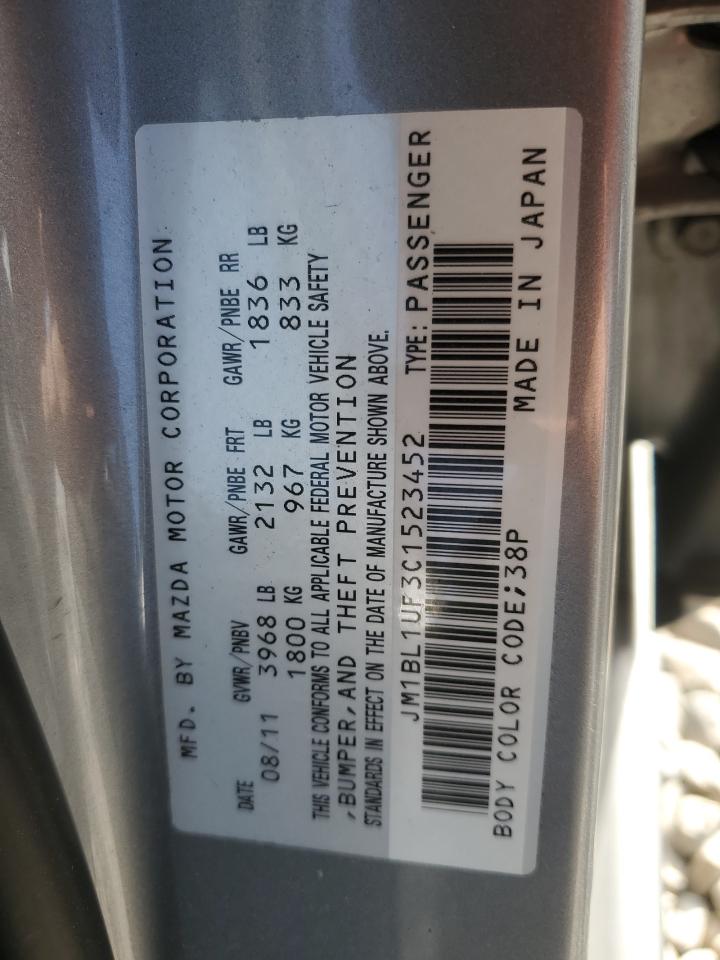 MFD. BY MAZDA MOTOR CORPORATION
DATE GVWR/PNBV GAWR/PNBE FRT GAWR/PNBE RR
08/11 3968 LB 2132 LB 1836 LB
1800 KG 967 KG 833 KG
THIS VEHICLE CONFORMS TO ALL APPLICABLE FEDERAL MOTOR VEHICLE SAFETY
,BUMPER,AND THEFT PREVENTION
STANDARDS IN EFFECT ON THE DATE OF MANUFACTURE SHOWN ABOVE.
JM1BL1UF3C1523452 TYPE: PASSENGER
BODY COLOR CODE;38P MADE IN JAPAN